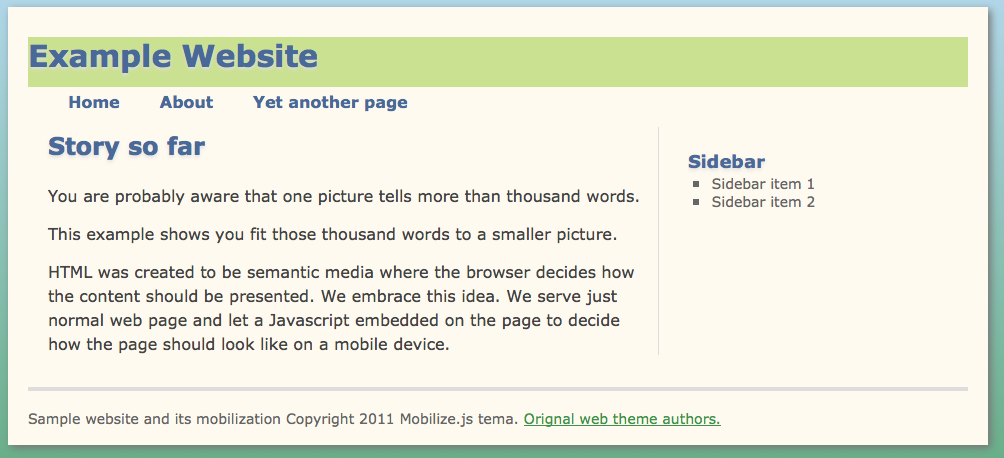 Example Website
Home About Yet another page
Story so far
You are probably aware that one picture tells more than thousand words.
This example shows you fit those thousand words to a smaller picture.
HTML was created to be semantic media where the browser decides how
the content should be presented. We embrace this idea. We serve just
normal web page and let a Javascript embedded on the page to decide
how the page should look like on a mobile device.
Sidebar
Sidebar item 1
Sidebar item 2
Sample website and its mobilization Copyright 2011 Mobilize.js tema. Orignal web theme authors.